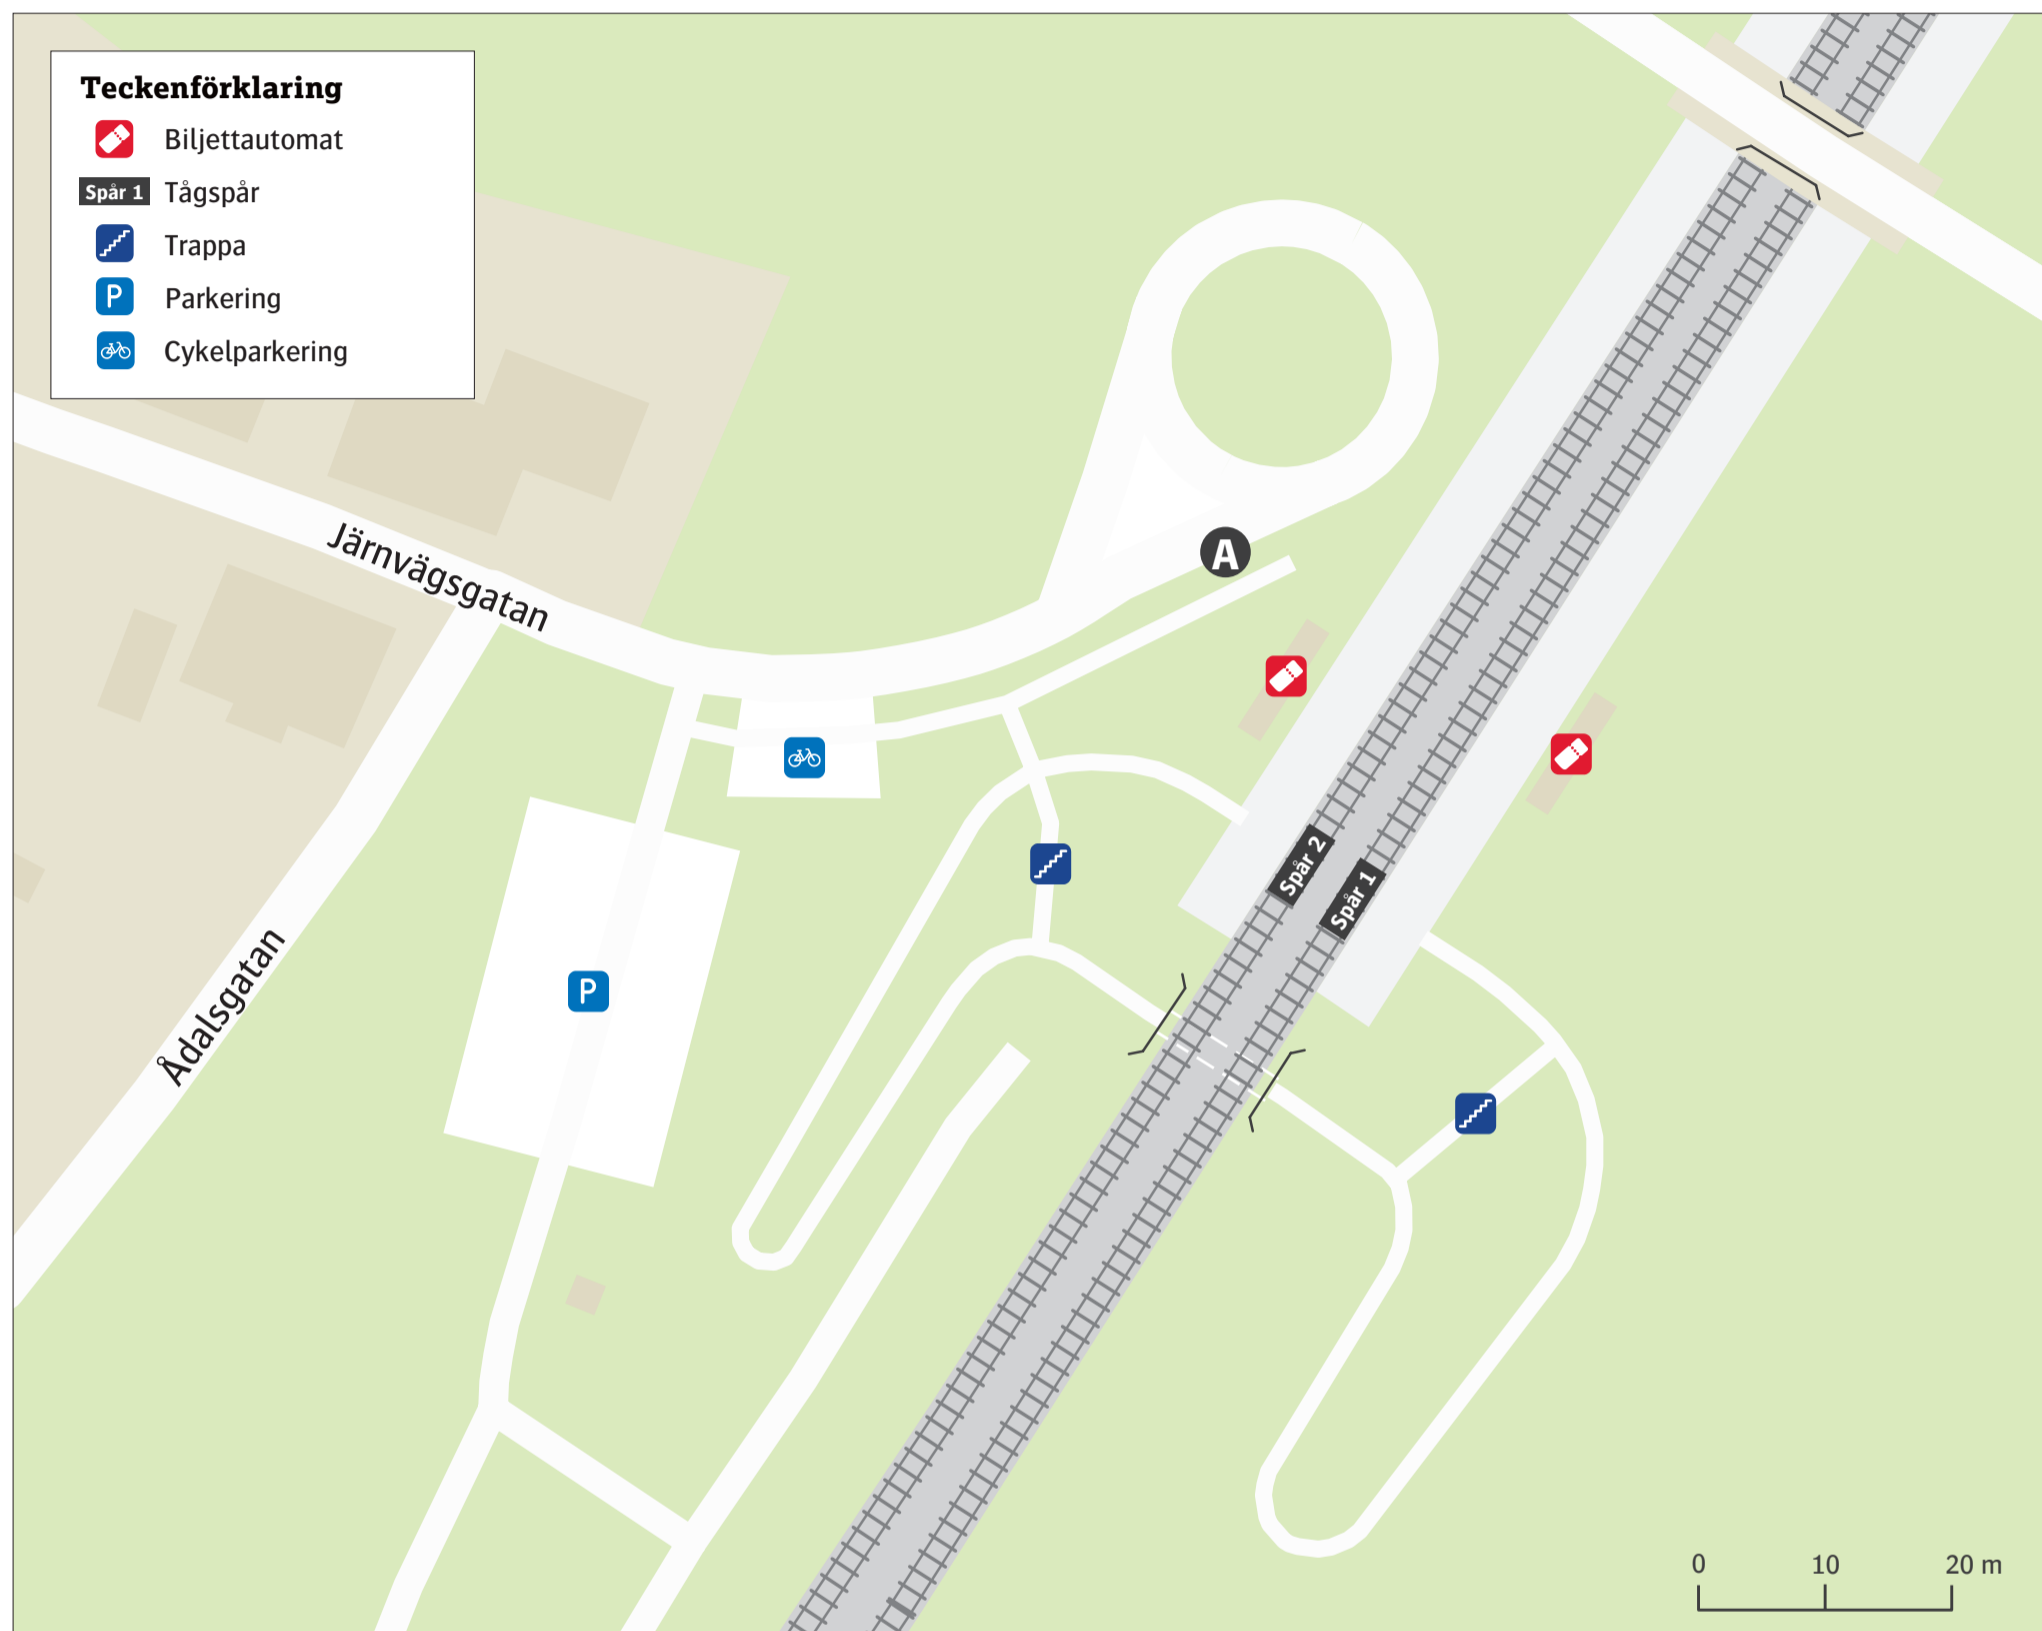 Teckenförklaring
Biljettautomat
Spår 1 Tågspår
Trappa
P Parkering
Cykelparkering
Järnvägsgatan
A
Spår 2
Spår 1
P
Ådalsgatan
0 10 20 m